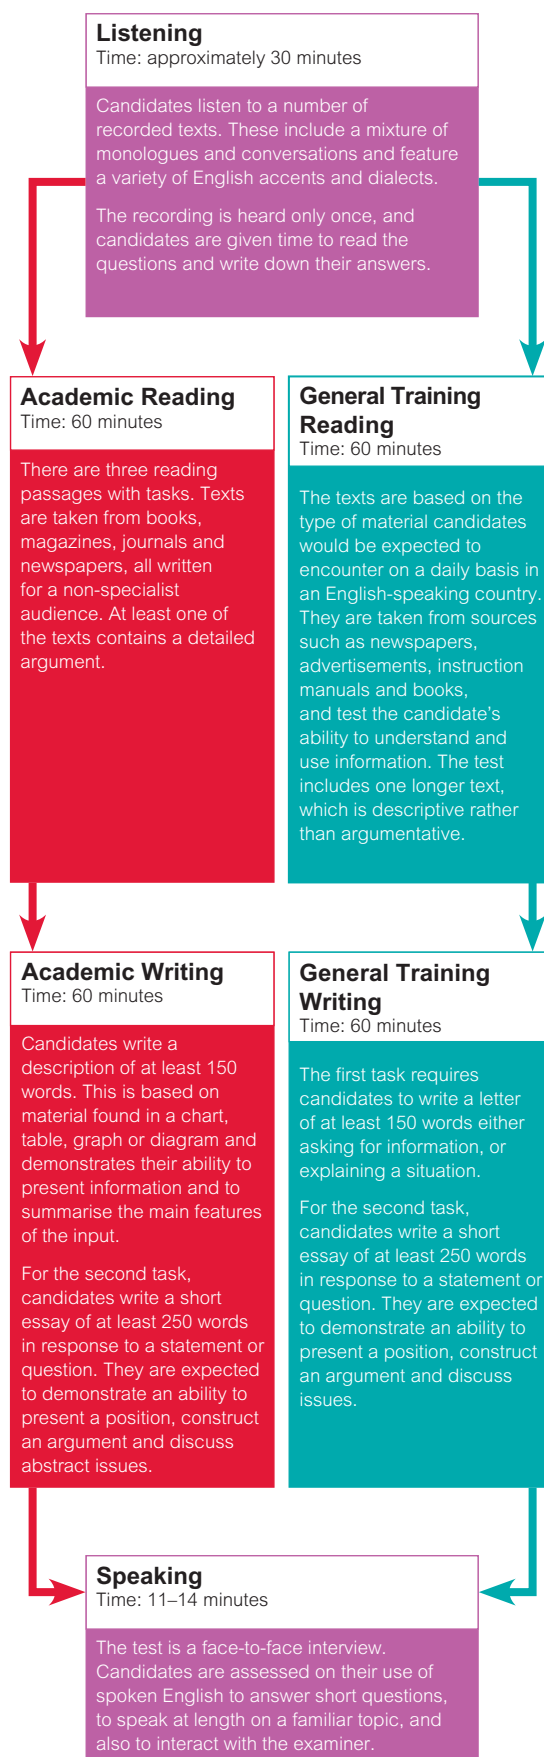 Listening
Time: approximately 30 minutes
Candidates listen to a number of
recorded texts. These include a mixture of
monologues and conversations and feature
a variety of English accents and dialects.
The recording is heard only once, and
candidates are given time to read the
questions and write down their answers.
Academic Reading
Time: 60 minutes
There are three reading
passages with tasks. Texts
are taken from books,
magazines, journals and
newspapers, all written
for a non-specialist
audience. At least one of
the texts contains a detailed
argument.
General Training
Reading
Time: 60 minutes
The texts are based on the
type of material candidates
would be expected to
encounter on a daily basis in
an English-speaking country.
They are taken from sources
such as newspapers,
advertisements, instruction
manuals and books,
and test the candidate’s
ability to understand and
use information. The test
includes one longer text,
which is descriptive rather
than argumentative.
Academic Writing
Time: 60 minutes
Candidates write a
description of at least 150
words. This is based on
material found in a chart,
table, graph or diagram and
demonstrates their ability to
present information and to
summarise the main features
of the input.
For the second task,
candidates write a short
essay of at least 250 words
in response to a statement or
question. They are expected
to demonstrate an ability to
present a position, construct
an argument and discuss
abstract issues.
General Training
Writing
Time: 60 minutes
The first task requires
candidates to write a letter
of at least 150 words either
asking for information, or
explaining a situation.
For the second task,
candidates write a short
essay of at least 250 words
in response to a statement or
question. They are expected
to demonstrate an ability to
present a position, construct
an argument and discuss
issues.
Speaking
Time: 11–14 minutes
The test is a face-to-face interview.
Candidates are assessed on their use of
spoken English to answer short questions,
to speak at length on a familiar topic, and
also to interact with the examiner.